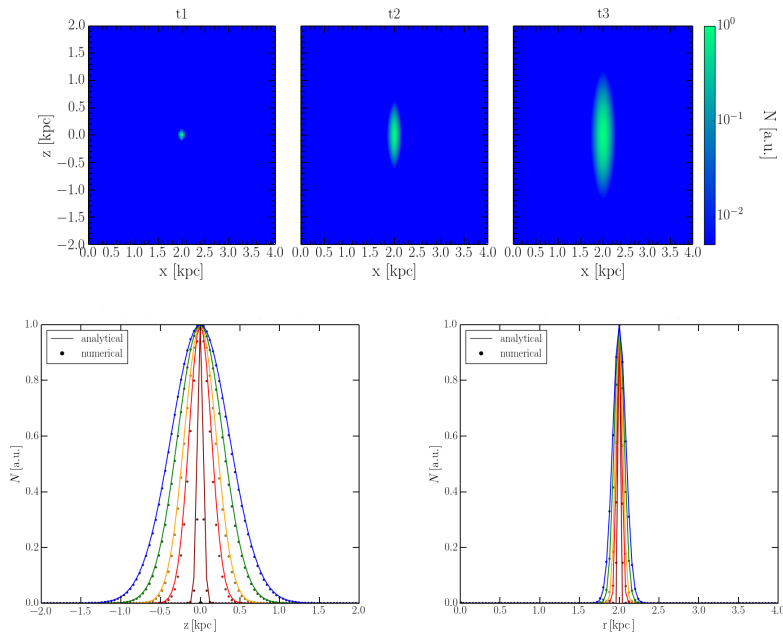 t1 t2 t3
2.0 10⁰
1.5
1.0
0.5 10⁻¹
z [kpc] 0.0 N [a.u.]
−0.5
−1.0
−1.5 10⁻²
−2.0
0.0 0.5 1.0 1.5 2.0 2.5 3.0 3.5 4.0 0.0 0.5 1.0 1.5 2.0 2.5 3.0 3.5 4.0 0.0 0.5 1.0 1.5 2.0 2.5 3.0 3.5 4.0
x [kpc] x [kpc] x [kpc]
1.0
analytical
numerical
0.8
0.6
N [a.u.]
0.4
0.2
0.0
−2.0 −1.5 −1.0 −0.5 0.0 0.5 1.0 1.5 2.0
z [kpc]
1.0
analytical
numerical
0.8
0.6
N [a.u.]
0.4
0.2
0.0
0.0 0.5 1.0 1.5 2.0 2.5 3.0 3.5 4.0
r [kpc]